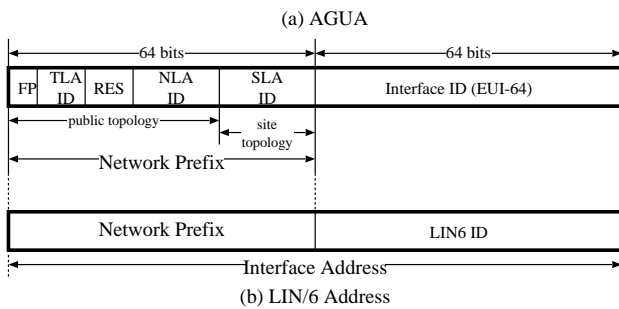 (a) AGUA
64 bits 64 bits
FP TLA ID RES NLA ID SLA ID Interface ID (EUI-64)
public topology site topology
Network Prefix
Network Prefix LIN6 ID
Interface Address
(b) LIN/6 Address